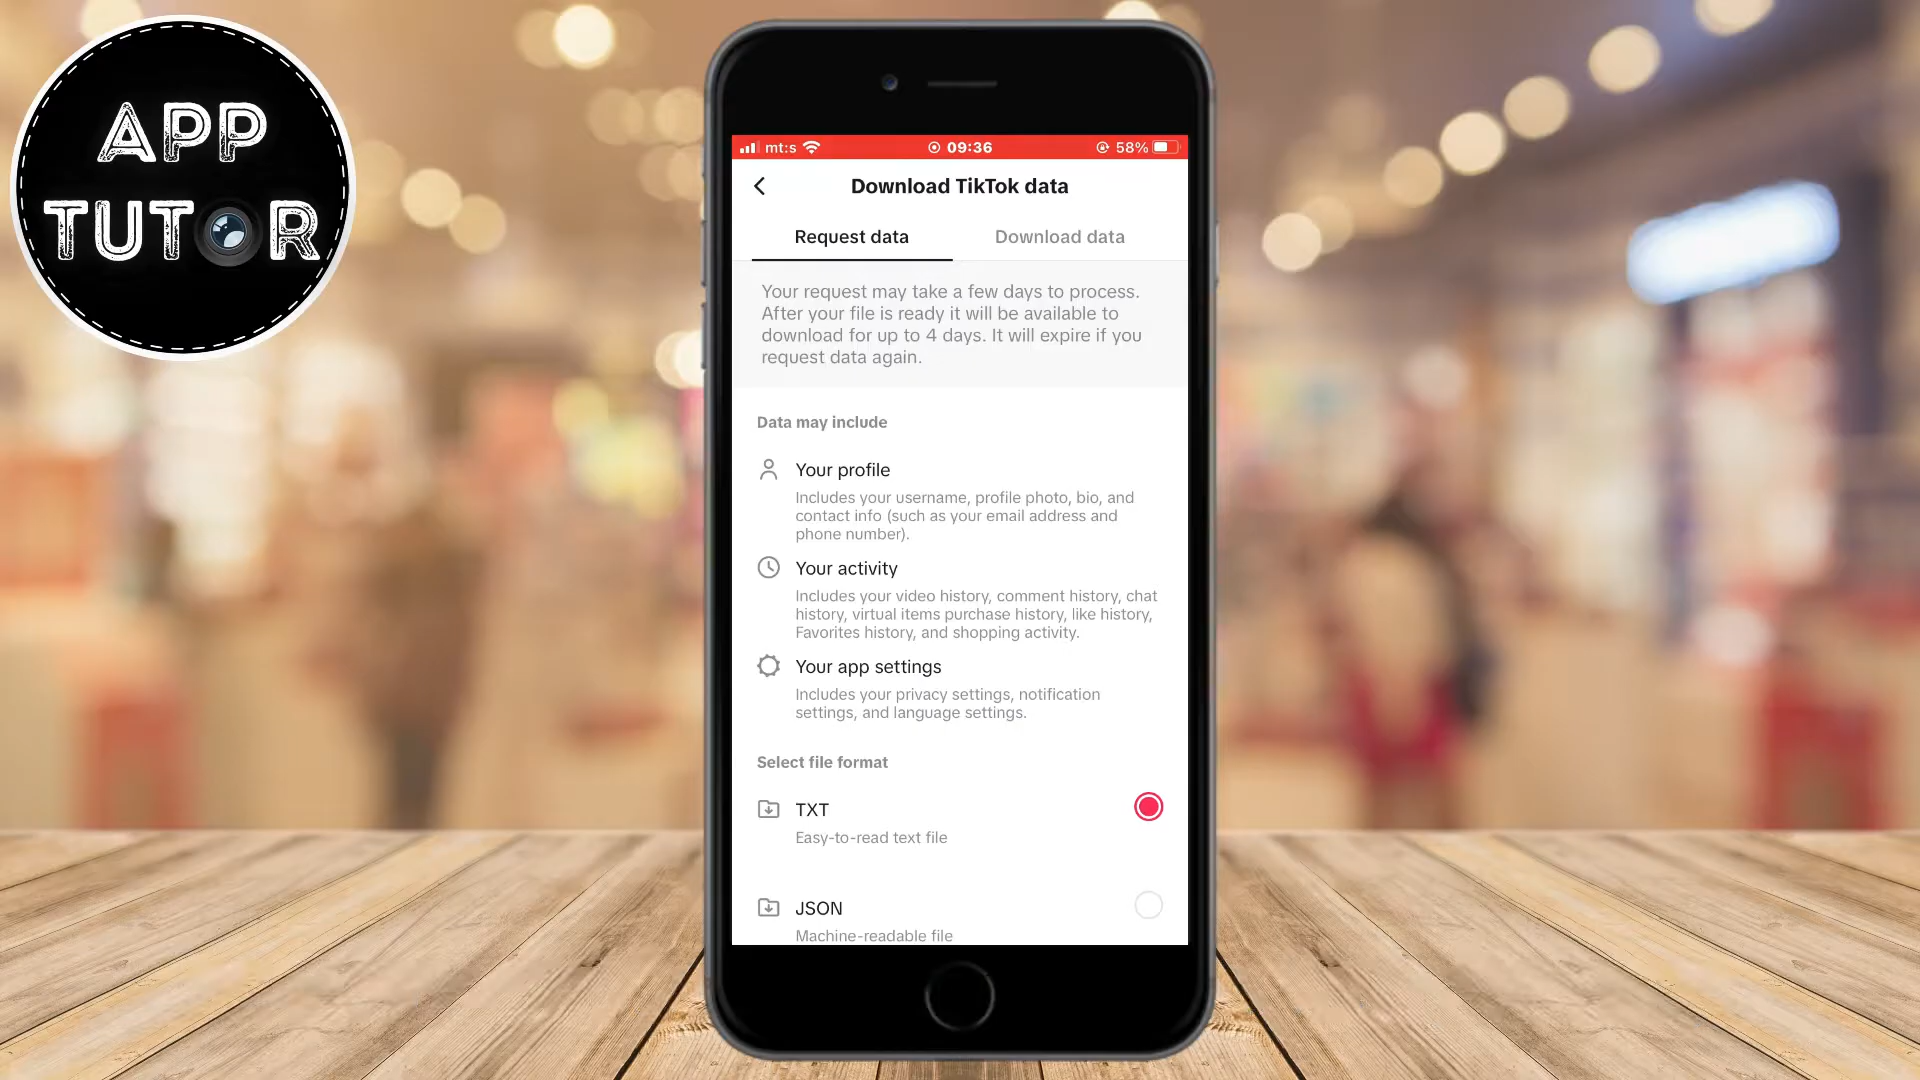 APP
TUTOR
mt:s
09:36
58%
Download TikTok data
Request data
Download data
Your request may take a few days to process.
After your file is ready it will be available to
download for up to 4 days. It will expire if you
request data again.
Data may include
Your profile
Includes your username, profile photo, bio, and
contact info (such as your email address and
phone number).
Your activity
Includes your video history, comment history, chat
history, virtual items purchase history, like history,
Favorites history, and shopping activity.
Your app settings
Includes your privacy settings, notification
settings, and language settings.
Select file format
TXT
Easy-to-read text file
JSON
Machine-readable file